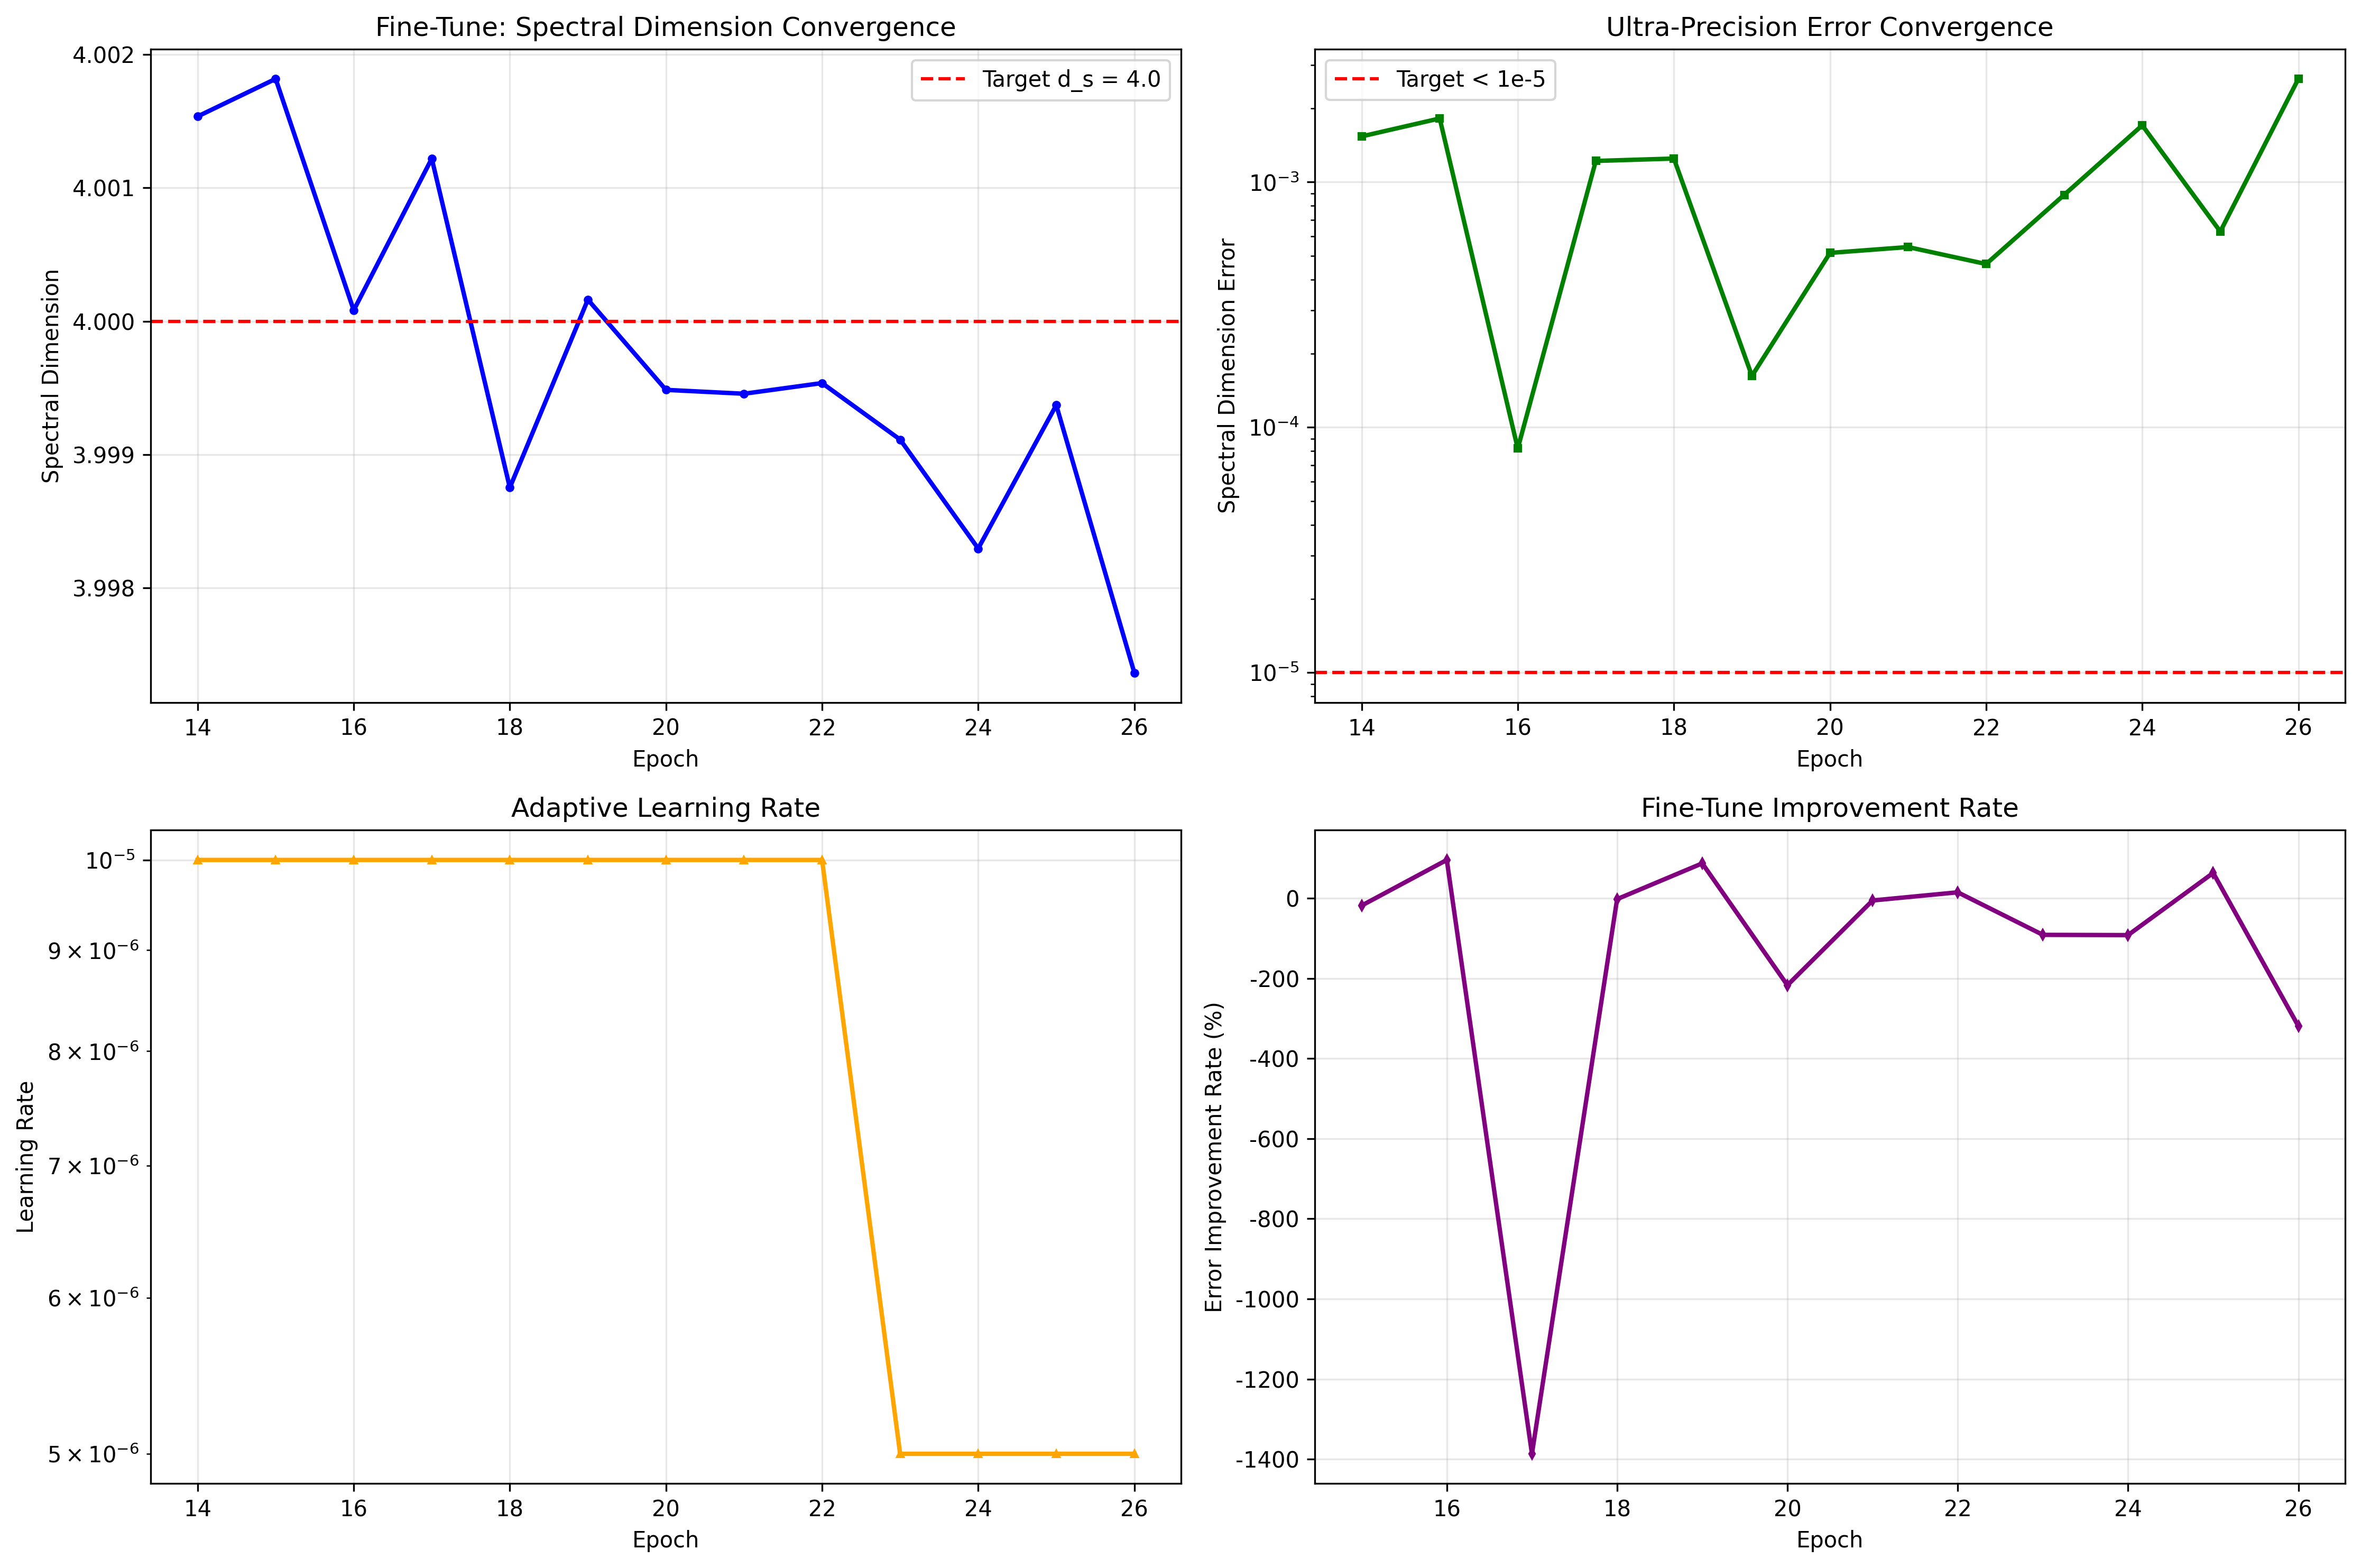 Fine-Tune: Spectral Dimension Convergence
4.002
4.001
4.000
3.999
3.998
Spectral Dimension
Target d_s = 4.0
14 16 18 20 22 24 26
Epoch
Ultra-Precision Error Convergence
10⁻³
10⁻⁴
10⁻⁵
Spectral Dimension Error
Target < 1e-5
14 16 18 20 22 24 26
Epoch
Adaptive Learning Rate
10⁻⁵
9 × 10⁻⁶
8 × 10⁻⁶
7 × 10⁻⁶
6 × 10⁻⁶
5 × 10⁻⁶
Learning Rate
14 16 18 20 22 24 26
Epoch
Fine-Tune Improvement Rate
0
-200
-400
-600
-800
-1000
-1200
-1400
Error Improvement Rate (%)
16 18 20 22 24 26
Epoch